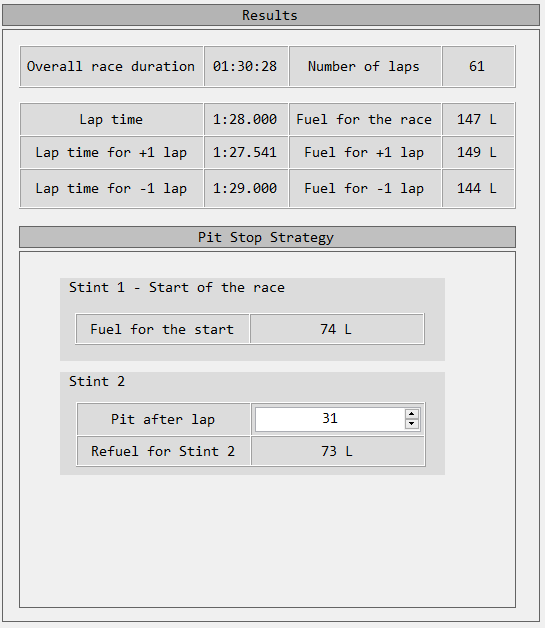 Results
Overall race duration 01:30:28 Number of laps 61
Lap time 1:28.000 Fuel for the race 147 L
Lap time for +1 lap 1:27.541 Fuel for +1 lap 149 L
Lap time for -1 lap 1:29.000 Fuel for -1 lap 144 L
Pit Stop Strategy
Stint 1 - Start of the race
Fuel for the start 74 L
Stint 2
Pit after lap 31
Refuel for Stint 2 73 L